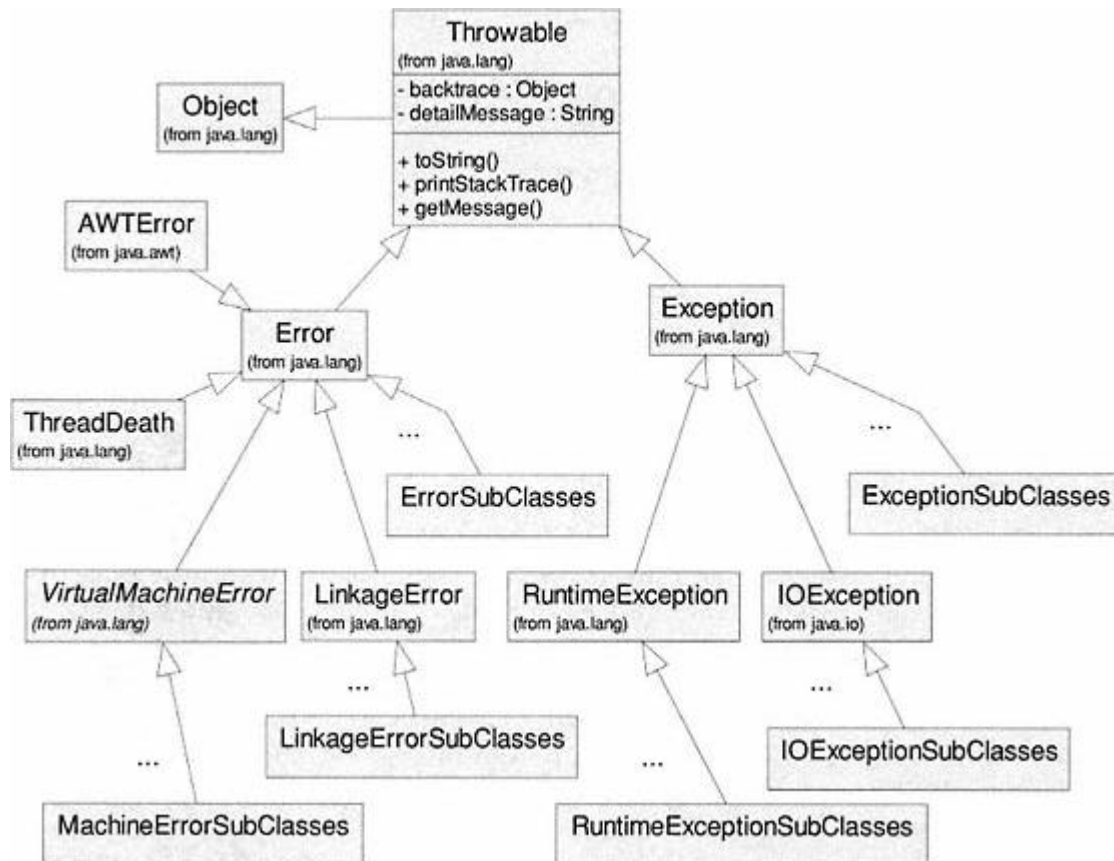 Throwable
(from java.lang)
- backtrace : Object
- detailMessage : String
+ toString()
+ printStackTrace()
+ getMessage()
Object
(from java.lang)
AWTError
(from java.awt)
Error
(from java.lang)
Exception
(from java.lang)
ThreadDeath
(from java.lang)
...
ErrorSubClasses
...
ExceptionSubClasses
VirtualMachineError
(from java.lang)
LinkageError
(from java.lang)
RuntimeException
(from java.lang)
IOException
(from java.io)
...
LinkageErrorSubClasses
...
IOExceptionSubClasses
...
MachineErrorSubClasses
...
RuntimeExceptionSubClasses